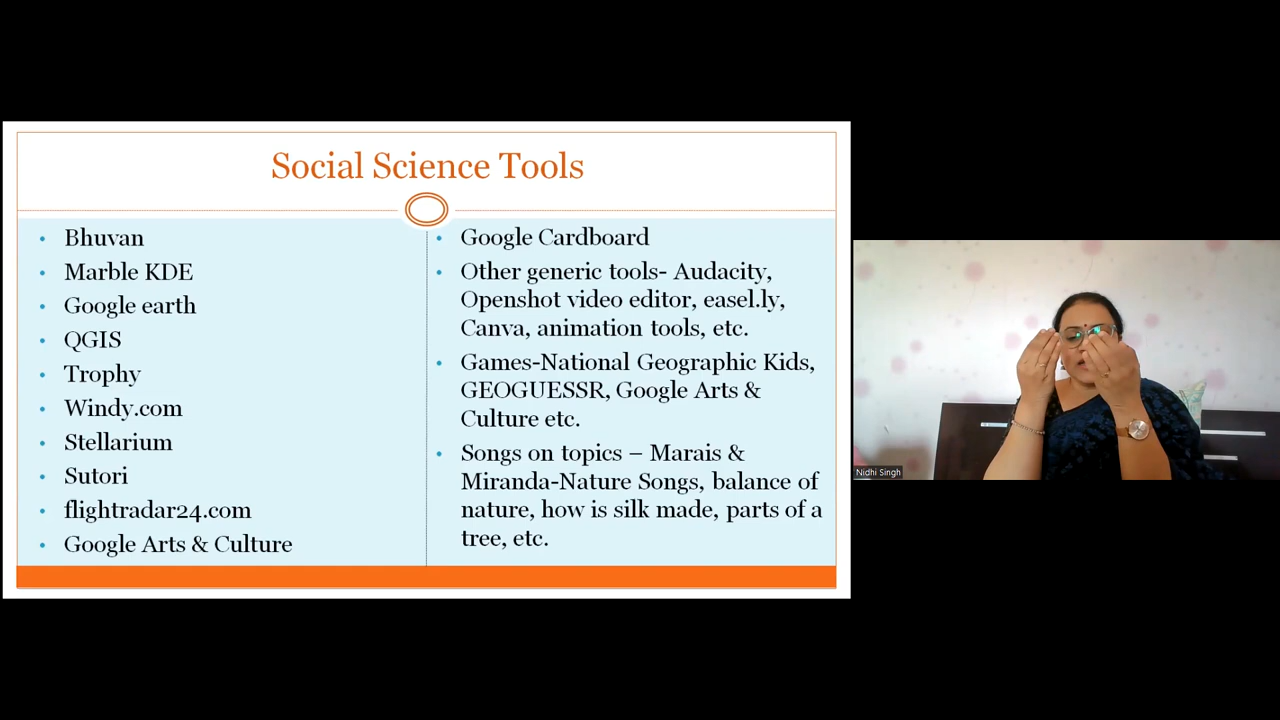 Social Science Tools
• Bhuvan
• Marble KDE
• Google earth
• QGIS
• Trophy
• Windy.com
• Stellarium
• Sutori
• flightradar24.com
• Google Arts & Culture
• Google Cardboard
• Other generic tools- Audacity,
Openshot video editor, easel.ly,
Canva, animation tools, etc.
• Games-National Geographic Kids,
GEOGUESSR, Google Arts &
Culture etc.
• Songs on topics – Marais &
Miranda-Nature Songs, balance of
nature, how is silk made, parts of a
tree, etc.
Nidhi Singh